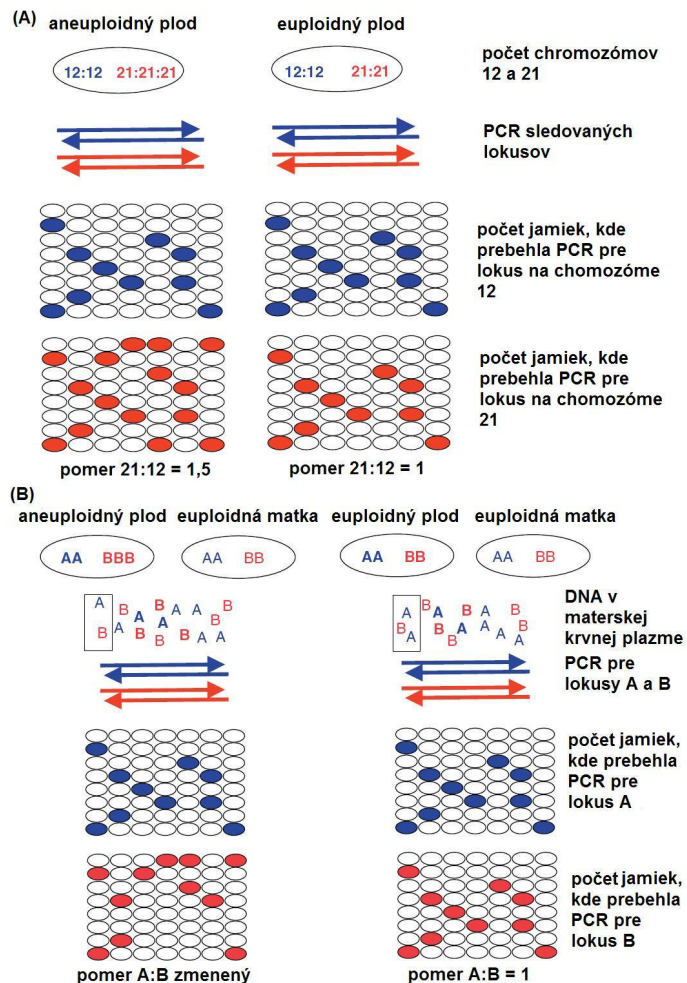 (A)
aneuploidný plod
euploidný plod
12:12 21:21:21
12:12 21:21
počet chromozómov
12 a 21
PCR sledovaných
lokusov
počet jamiek, kde
prebehla PCR pre
lokus na chomozóme
12
počet jamiek, kde
prebehla PCR pre
lokus na chomozóme
21
pomer 21:12 = 1,5
pomer 21:12 = 1
(B)
aneuploidný plod
euploidná matka
euploidný plod
euploidná matka
AA BBB
AA BB
AA BB
AA BB
A B B A A A B B
A A
B A B B B A A
A B A B A A B B
A
B A B A A A A
B B
DNA v
materskej
krvnej plazme
PCR pre
lokusy A a B
počet jamiek,
kde prebehla
PCR pre
lokus A
počet jamiek,
kde prebehla
PCR pre
lokus B
pomer A:B zmenený
pomer A:B = 1